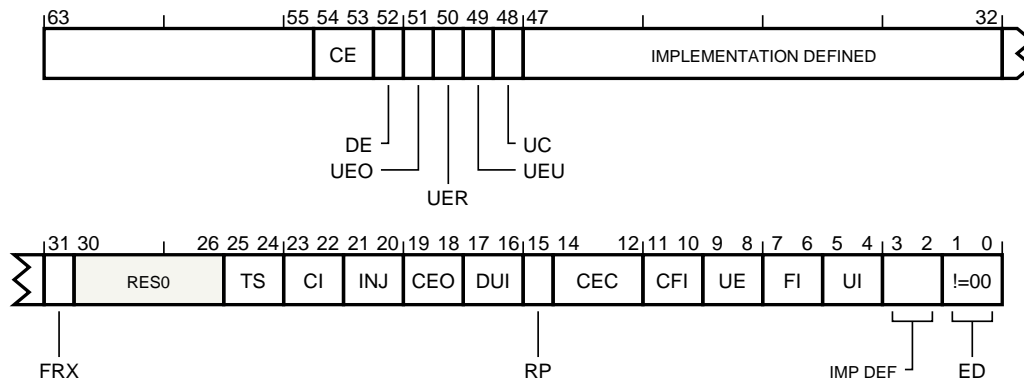 63 55 54 53 52 51 50 49 48 47 32
CE IMPLEMENTATION DEFINED
DE UC
UEO UEU
UER
31 30 26 25 24 23 22 21 20 19 18 17 16 15 14 12 11 10 9 8 7 6 5 4 3 2 1 0
RES0 TS CI INJ CEO DUI CEC CFI UE FI UI !=00
FRX RP IMP DEF ED